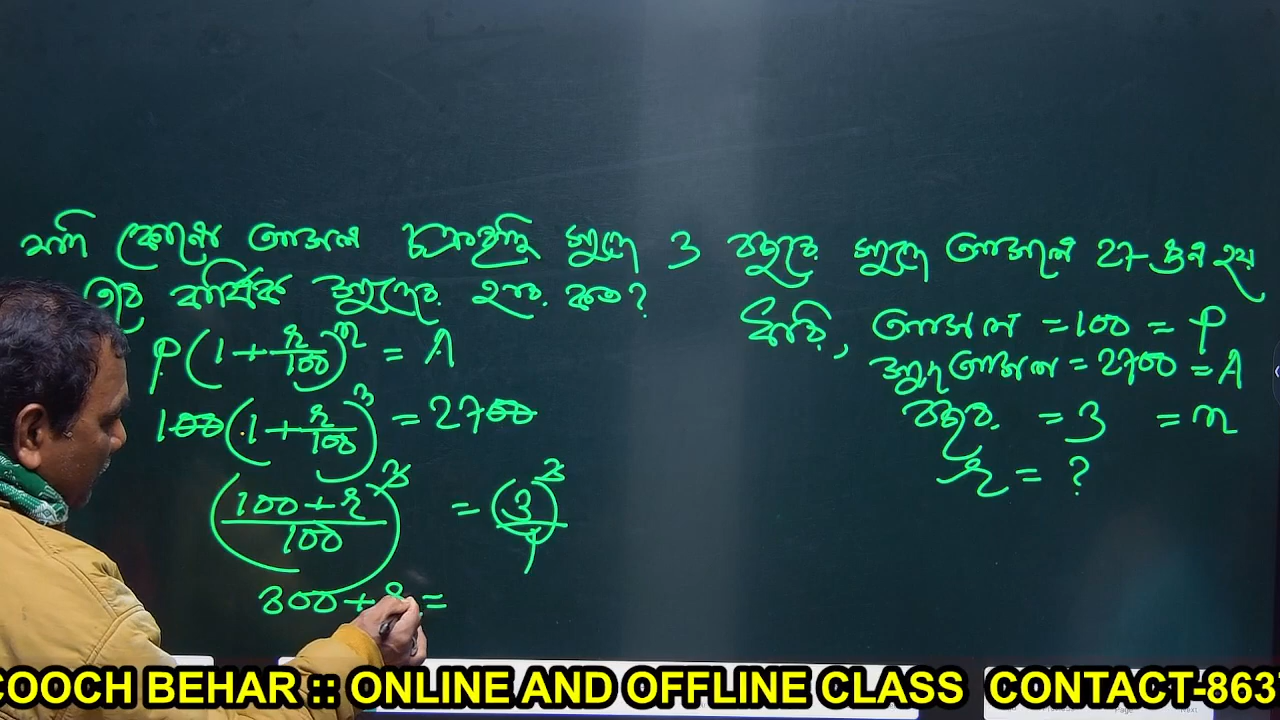 যদি কোনো আসল চক্রবৃদ্ধি সুদে 3 বছরে সুদে আসলে 27 গুন হয়
তবে বার্ষিক সুদের হার কত?
ধরি, আসল = 100 = P
P(1 + r/100)^n = A
সুদ আসল = 2700 = A
100(1 + r/100)^3 = 2700
বছর = 3 = n
r = ?
((100 + r)/100)^3 = (3/1)^3
300 + r =
COOCH BEHAR :: ONLINE AND OFFLINE CLASS CONTACT-863